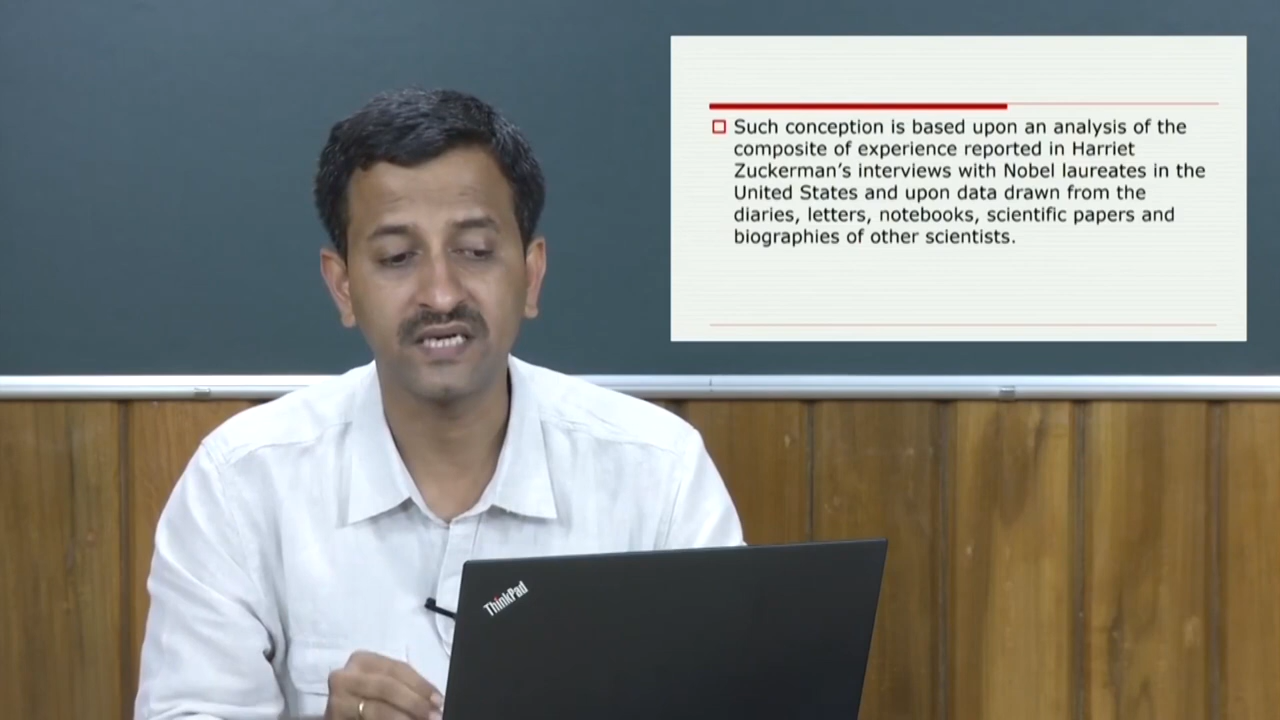 Such conception is based upon an analysis of the
composite of experience reported in Harriet
Zuckerman's interviews with Nobel laureates in the
United States and upon data drawn from the
diaries, letters, notebooks, scientific papers and
biographies of other scientists.
ThinkPad